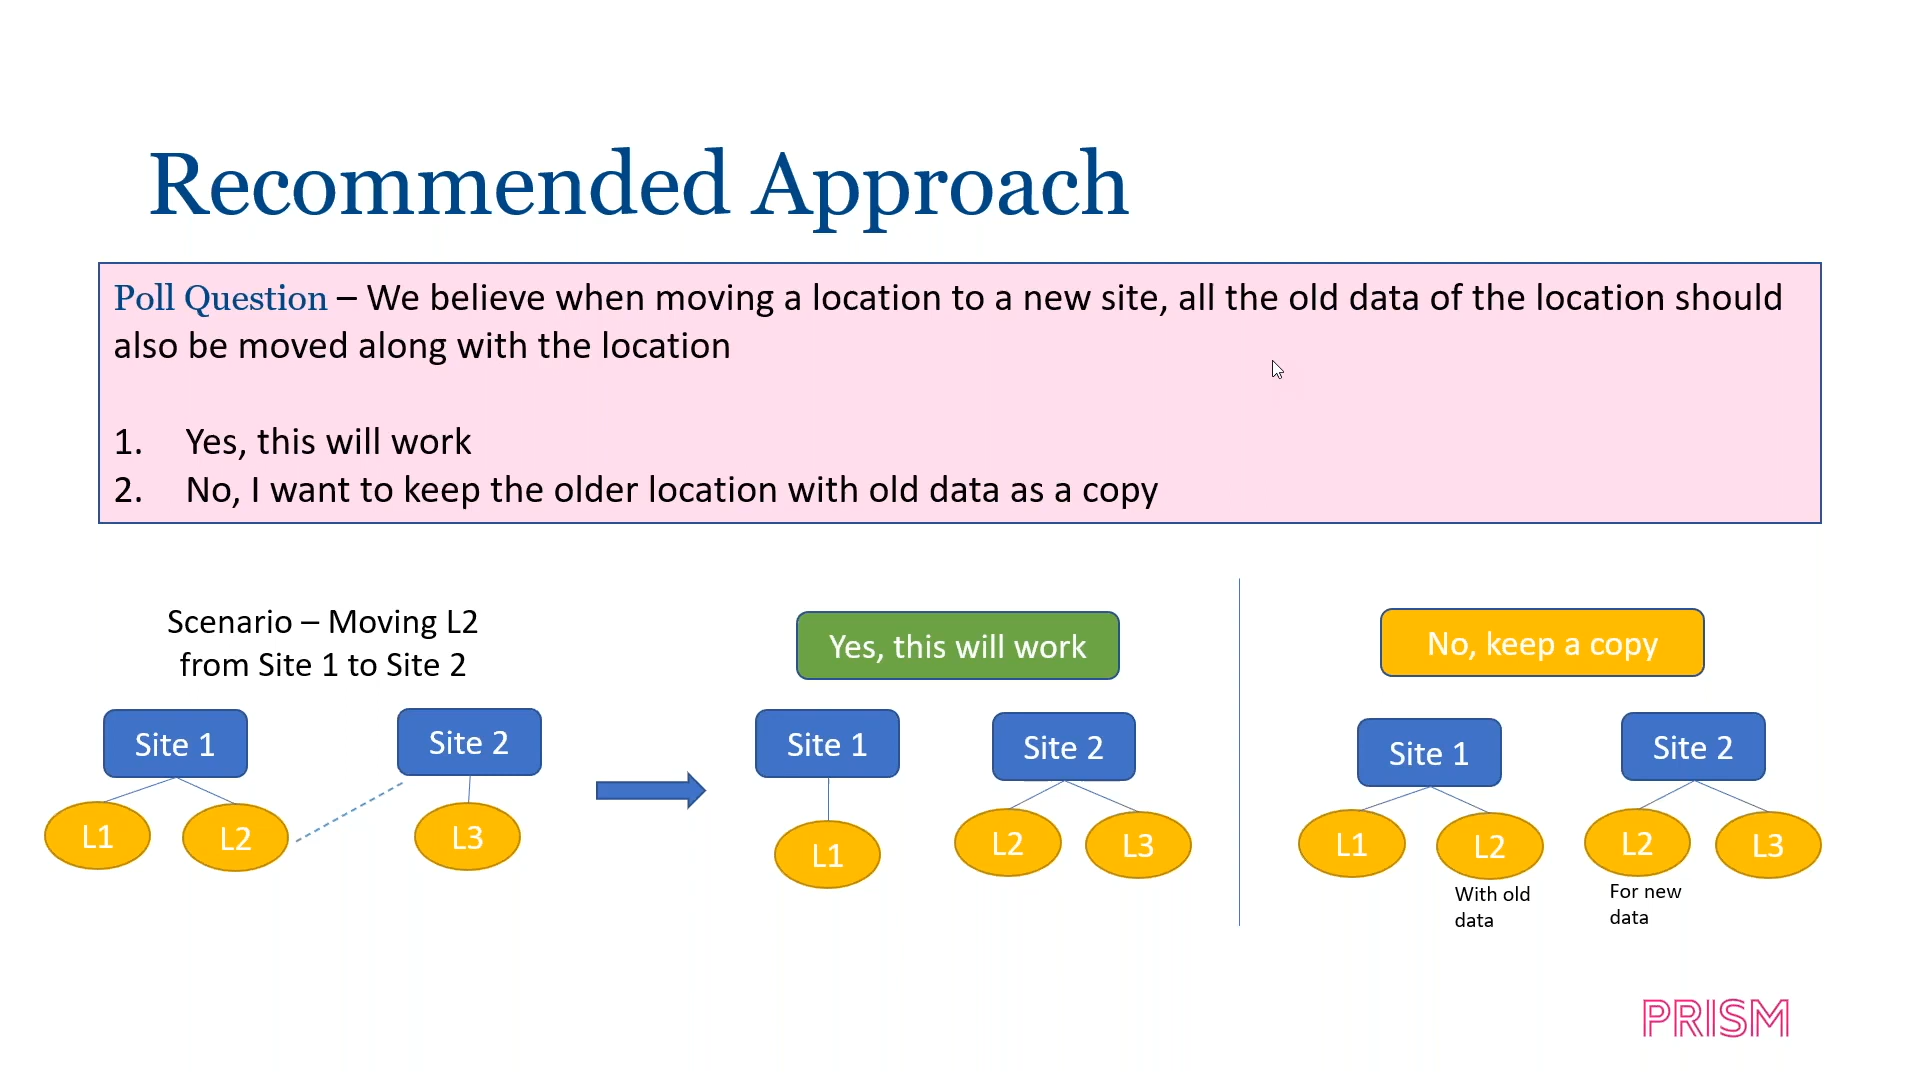 Recommended Approach
Poll Question – We believe when moving a location to a new site, all the old data of the location should
also be moved along with the location
1. Yes, this will work
2. No, I want to keep the older location with old data as a copy
Scenario – Moving L2
from Site 1 to Site 2
Site 1
Site 2
L1
L2
L3
Yes, this will work
Site 1
Site 2
L1
L2
L3
No, keep a copy
Site 1
Site 2
L1
L2
L2
L3
With old
data
For new
data
PRISM